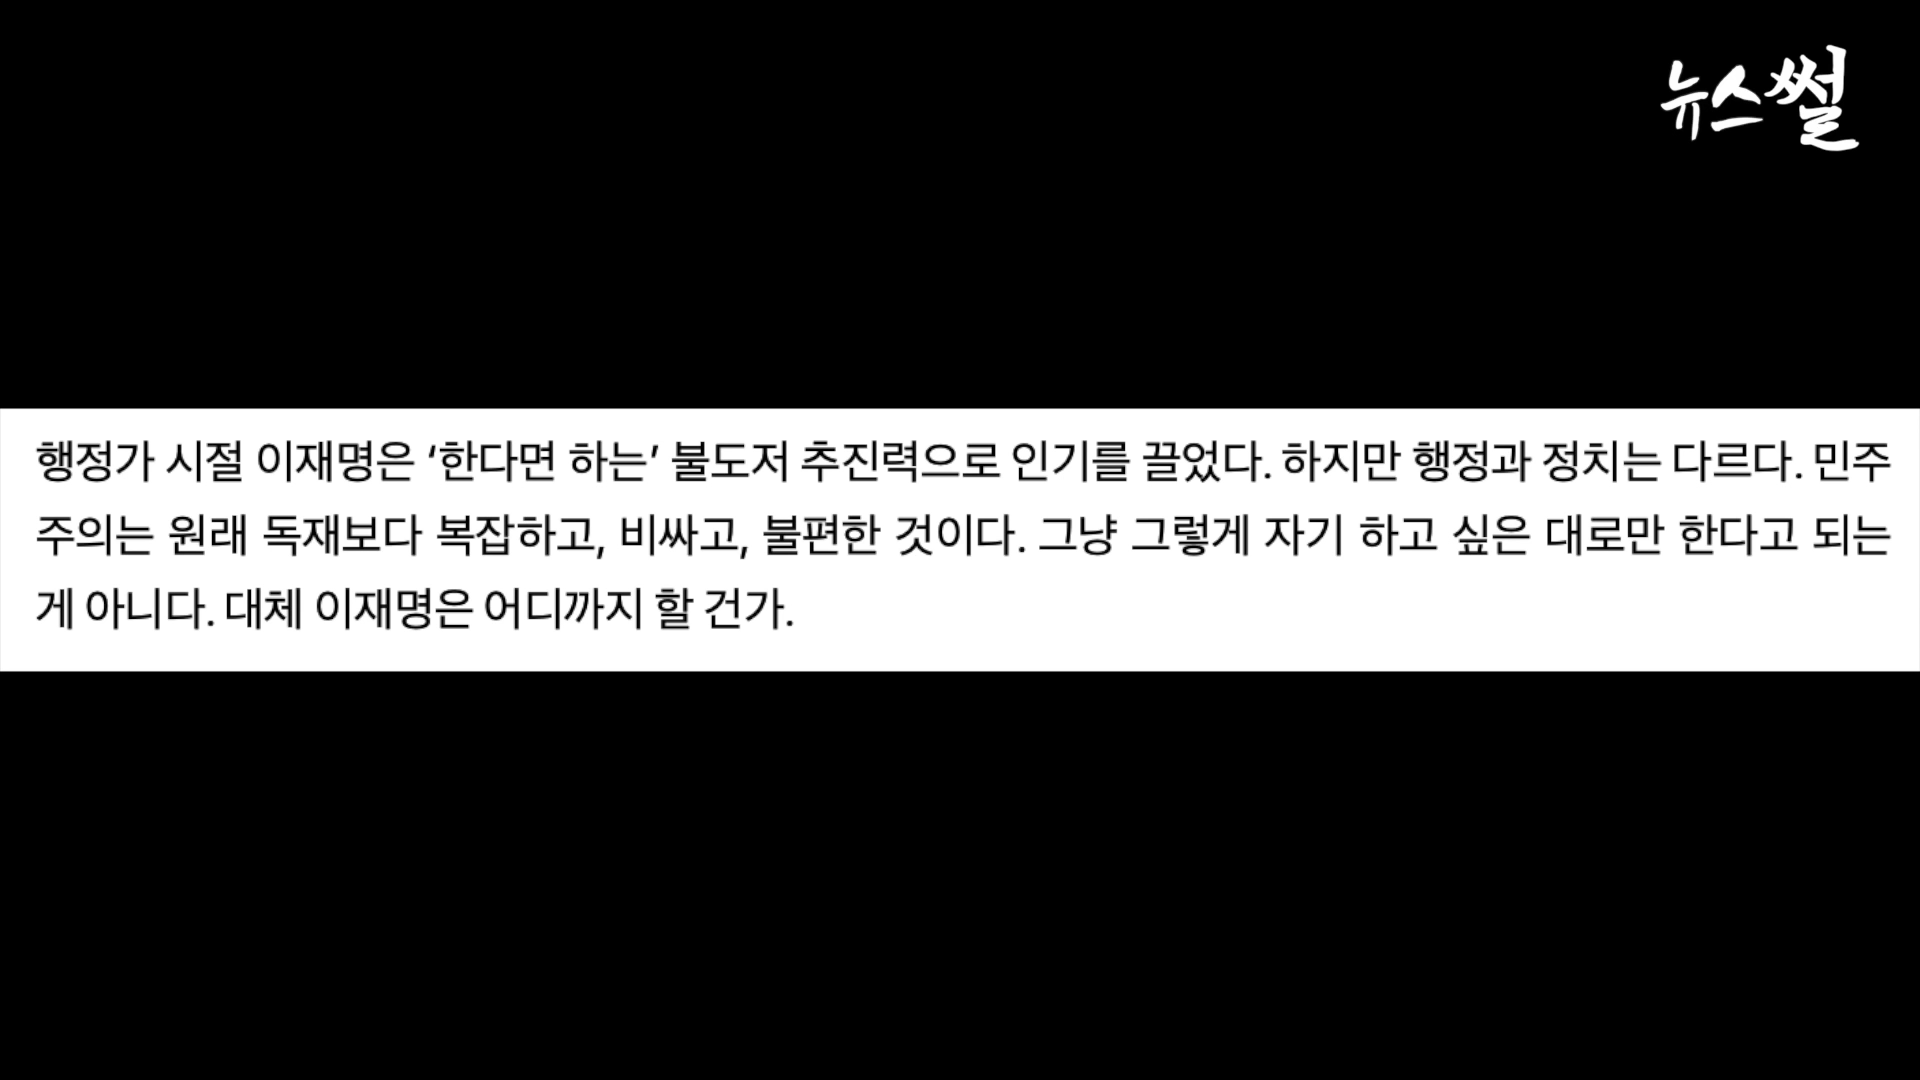 뉴스썰
행정가 시절 이재명은 ‘한다면 하는’ 불도저 추진력으로 인기를 끌었다. 하지만 행정과 정치는 다르다. 민주
주의는 원래 독재보다 복잡하고, 비싸고, 불편한 것이다. 그냥 그렇게 자기 하고 싶은 대로만 한다고 되는
게 아니다. 대체 이재명은 어디까지 할 건가.